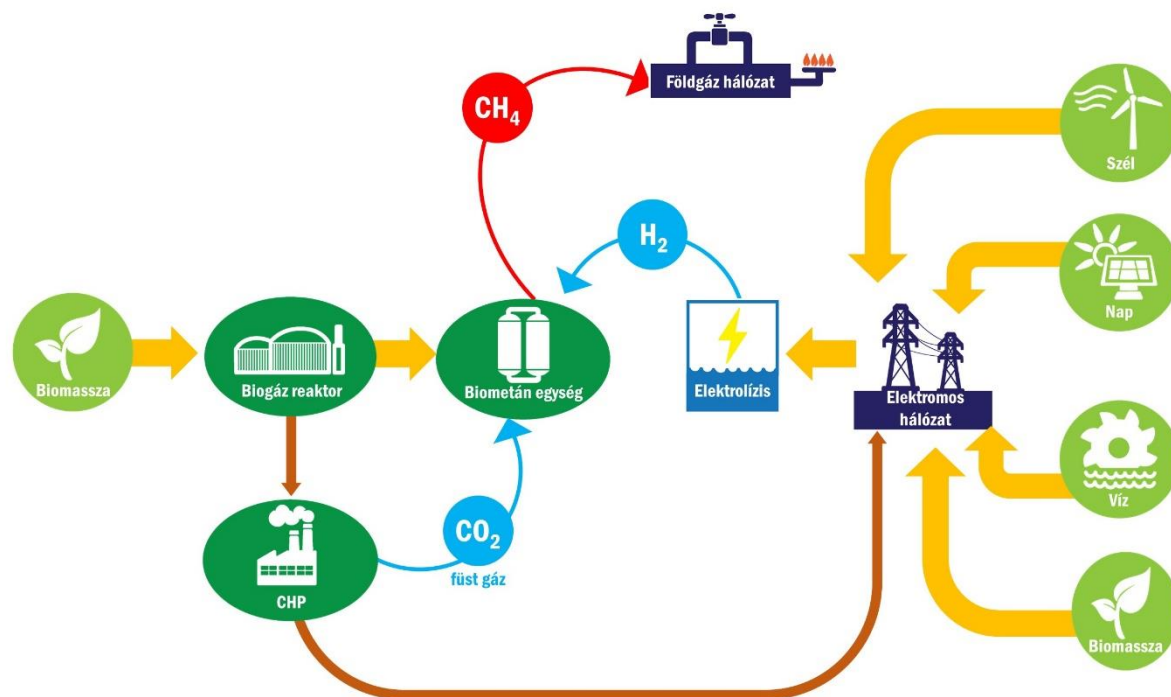 Földgáz hálózat
CH₄
Szél
H₂
Nap
Biomassza
Biogáz reaktor
Biometán egység
Elektrolízis
Elektromos
hálózat
Víz
CO₂
füst gáz
CHP
Biomassza